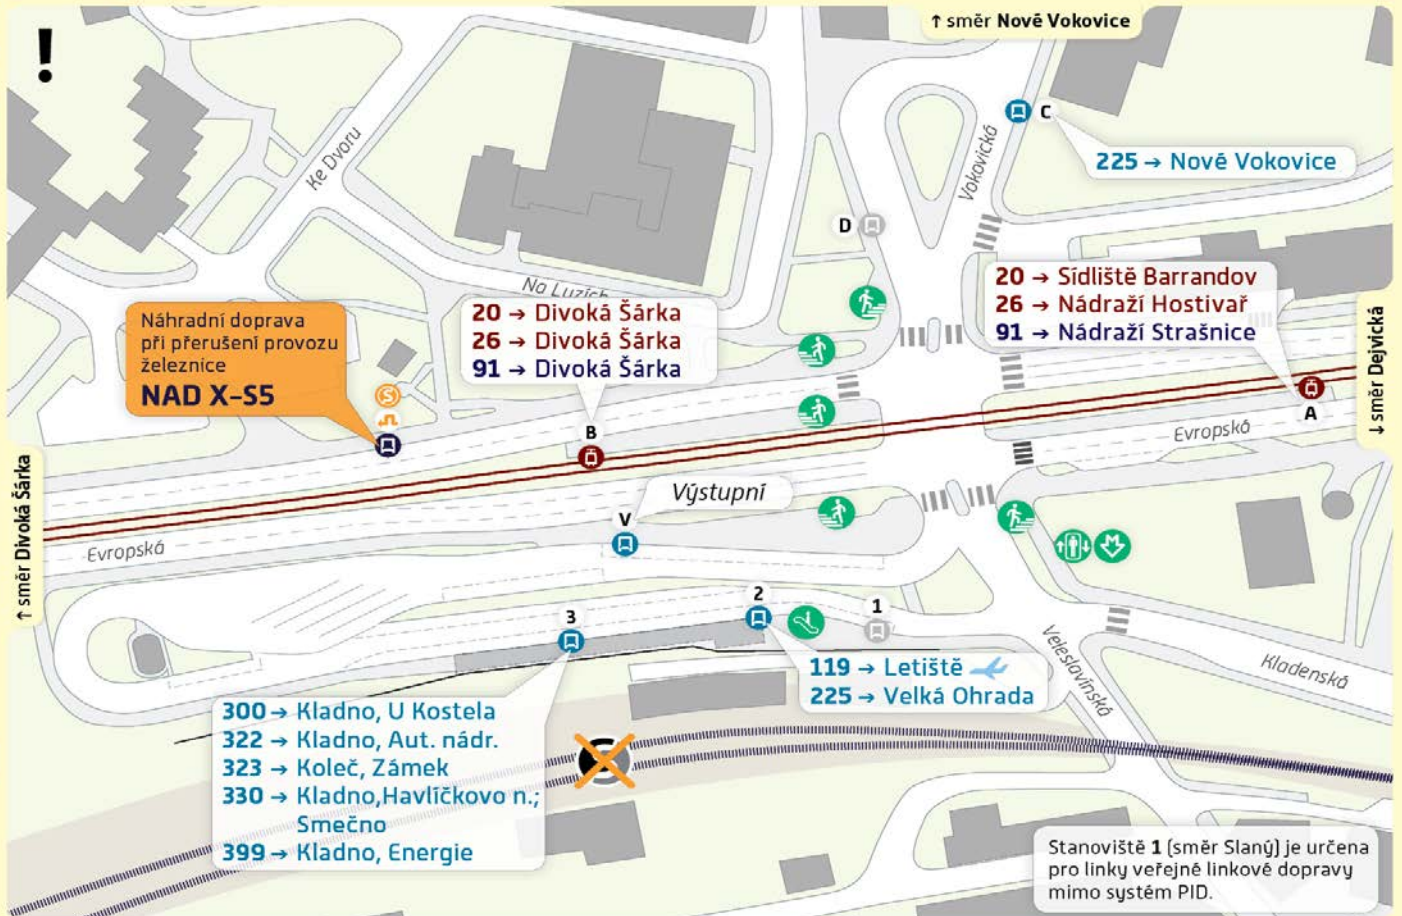 ↑ směr Nové Vokovice
!
Ke Dvoru
Vokovická
C
225 → Nové Vokovice
D
Na Luzích
20 → Sídliště Barrandov
26 → Nádraží Hostivař
91 → Nádraží Strašnice
Náhradní doprava
při přerušení provozu
železnice
NAD X-S5
20 → Divoká Šárka
26 → Divoká Šárka
91 → Divoká Šárka
↓ směr Dejvická
S
B
A
Evropská
↑ směr Divoká Šárka
Výstupní
V
Evropská
3
2
1
119 → Letiště
225 → Velká Ohrada
Veleslavínská
Kladenská
300 → Kladno, U Kostela
322 → Kladno, Aut. nádr.
323 → Koleč, Zámek
330 → Kladno,Havlíčkovo n.;
Smečno
399 → Kladno, Energie
Stanoviště 1 (směr Slaný) je určena
pro linky veřejné linkové dopravy
mimo systém PID.